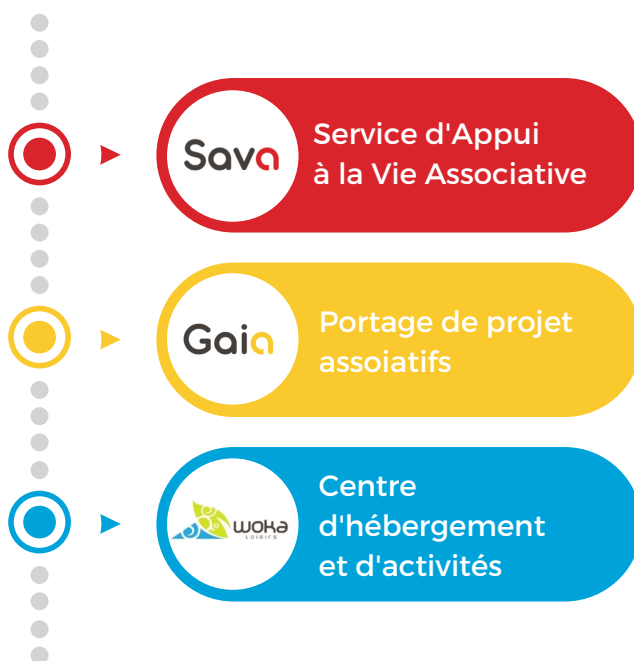 Sava
Service d'Appui
à la Vie Associative
Gaia
Portage de projet
assoiatifs
woka
LOISIRS
Centre
d'hébergement
et d'activités